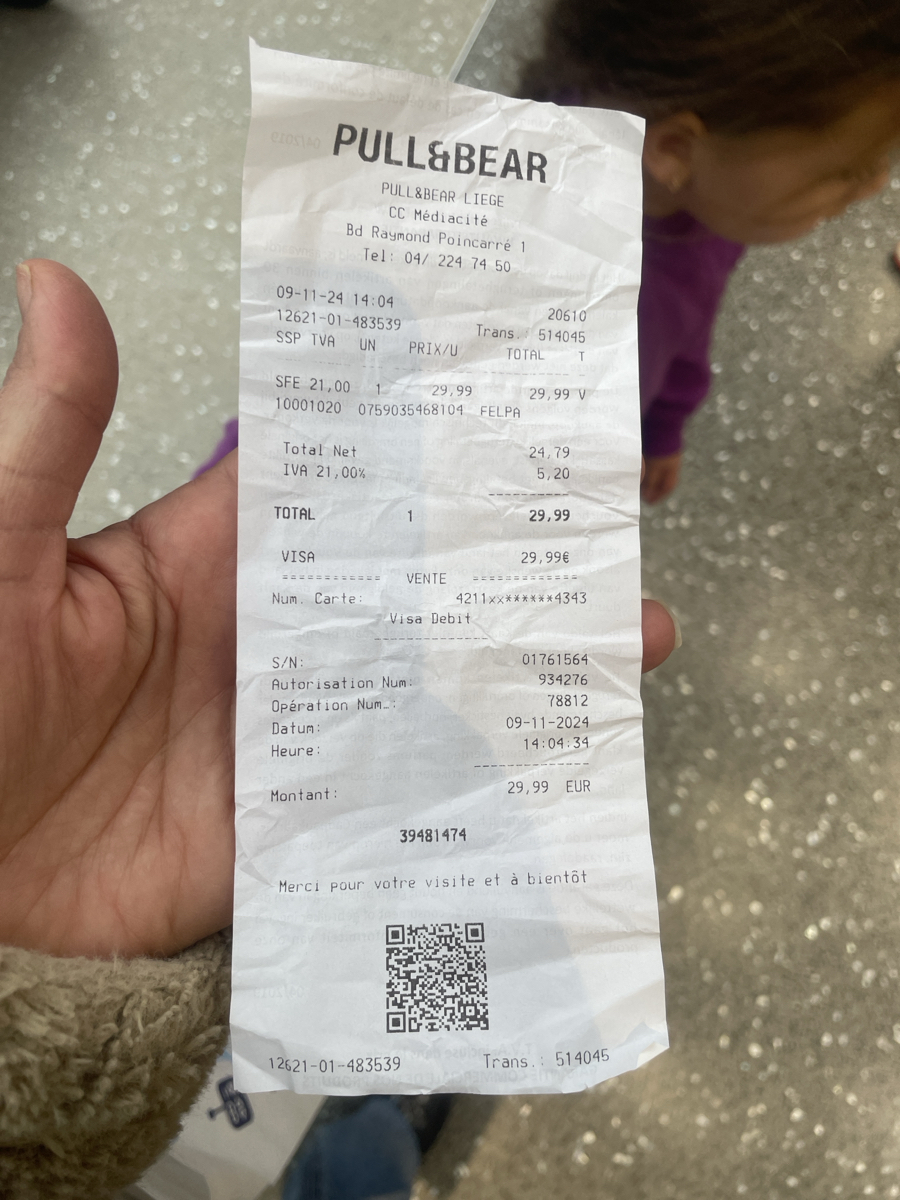 PULL&BEAR
PULL&BEAR LIEGE
CC Médiacité
Bd Raymond Poincarré 1
Tel: 04/ 224 74 50
09-11-24 14:04 20610
12621-01-483539 Trans.: 514045
SSP TVA UN PRIX/U TOTAL T
SFE 21,00 1 29,99 29,99 V
10001020 0759035468104 FELPA
Total Net 24,79
IVA 21,00% 5,20
------------
TOTAL 1 29,99
VISA 29,99€
============ VENTE ============
Num. Carte: 4211xx******4343
Visa Debit
---------------
S/N: 01761564
Autorisation Num: 934276
Opération Num.: 78812
Datum: 09-11-2024
Heure: 14:04:34
---------------
Montant: 29,99 EUR
39481474
Merci pour votre visite et à bientôt
12621-01-483539 Trans.: 514045